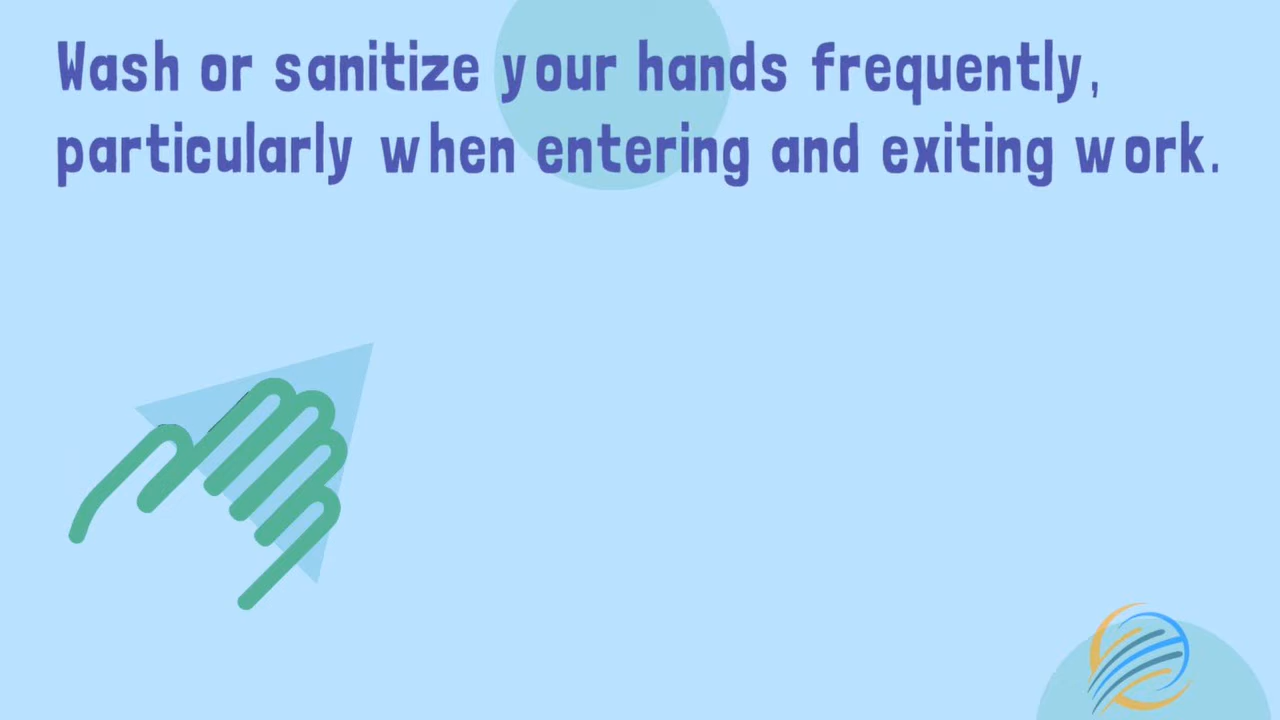 Wash or sanitize your hands frequently,
particularly when entering and exiting work.